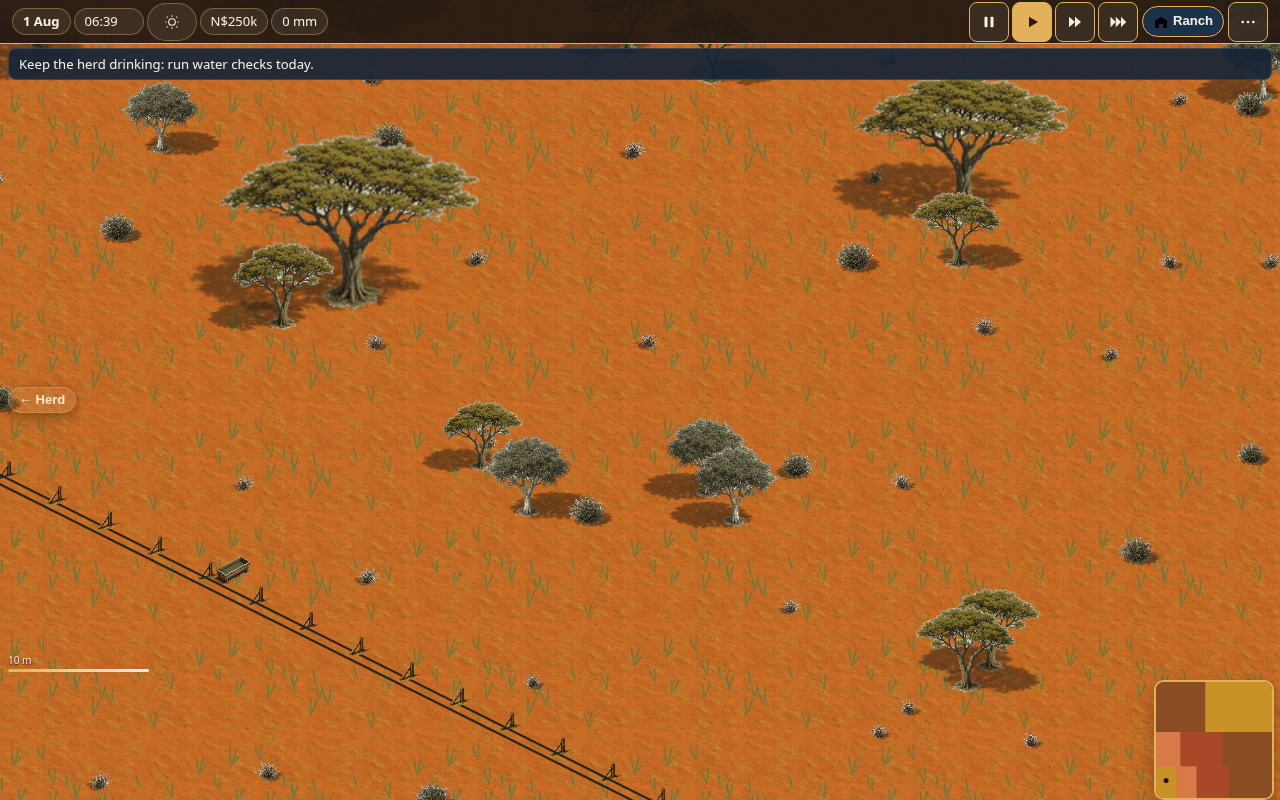 1 Aug 06:39 N$250k 0 mm Ranch
Keep the herd drinking: run water checks today.
← Herd
10 m